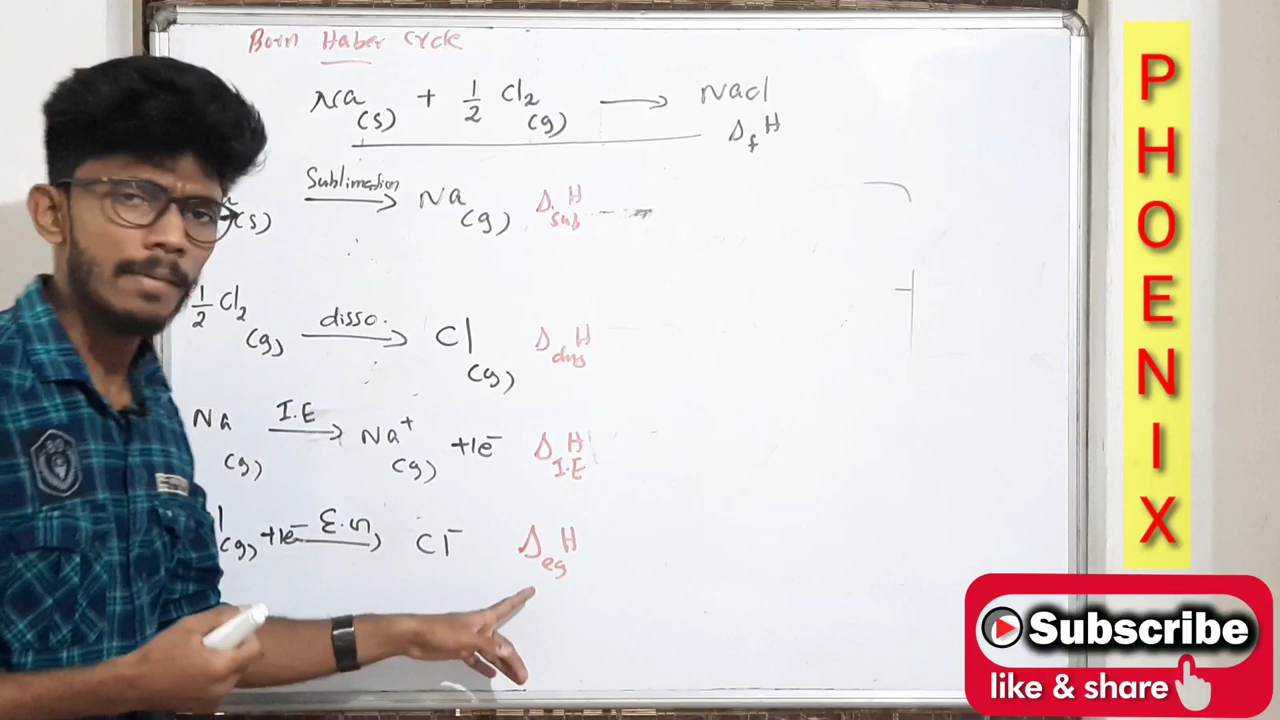 Born Haber Cycle
Na(s) + 1/2 Cl2(g) → NaCl
ΔfH
(s) Sublimation → Na(g) ΔsubH
1/2 Cl2(g) disso. → Cl(g) ΔdissH
Na(g) I.E → Na+(g) +1e- ΔI.EH
(g) +1e- → Cl- ΔegH
PHOENIX
Subscribe
like & share